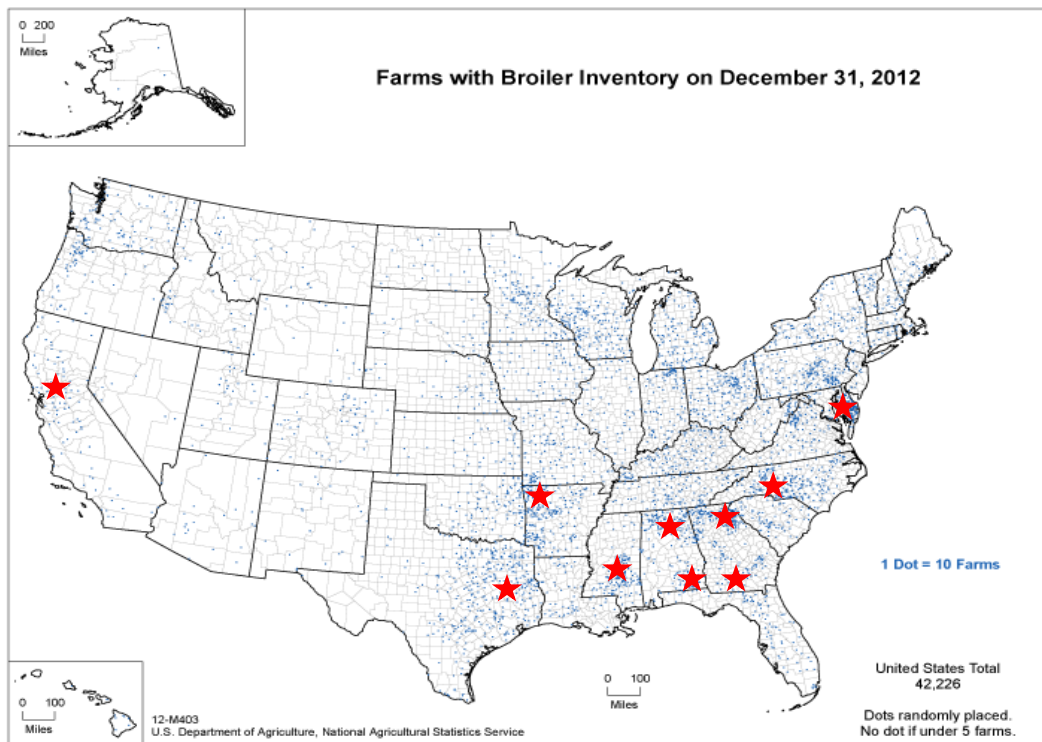 0 200
Miles
Farms with Broiler Inventory on December 31, 2012
1 Dot = 10 Farms
United States Total
42,226
Dots randomly placed.
No dot if under 5 farms.
0 100
Miles
0 100
Miles
12-M403
U.S. Department of Agriculture, National Agricultural Statistics Service